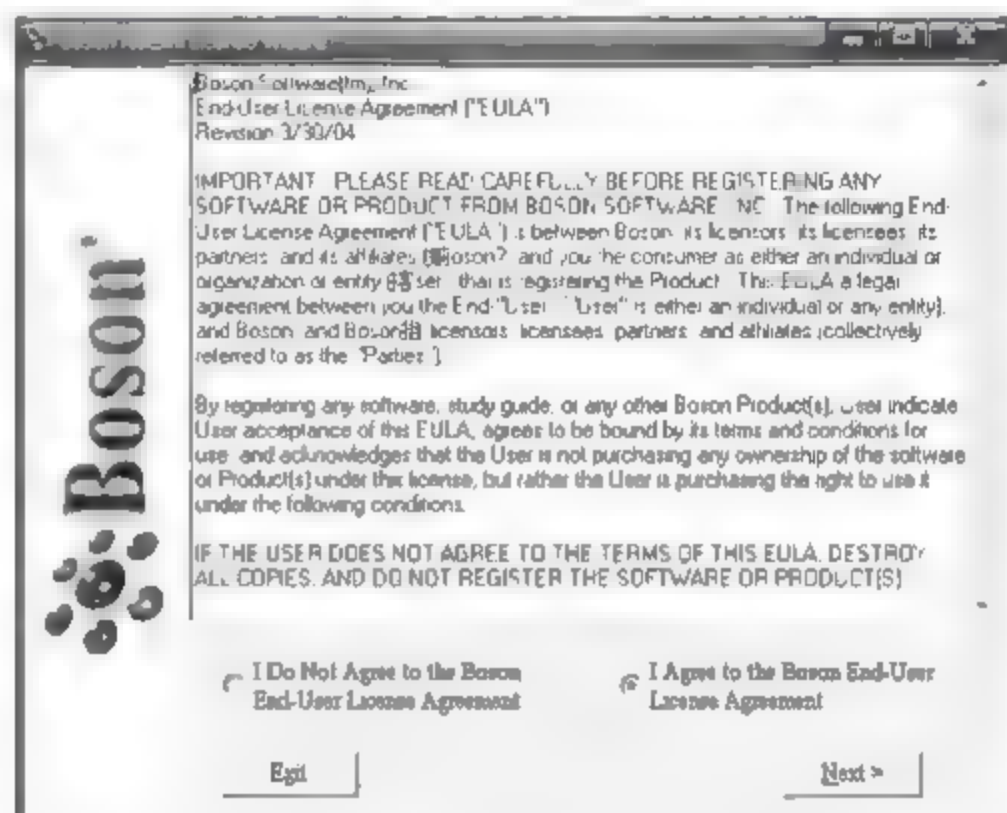 Boson Software(tm), Inc
End-User License Agreement ("EULA")
Revision 3/30/04
IMPORTANT PLEASE READ CAREFULLY BEFORE REGISTERING ANY
SOFTWARE OR PRODUCT FROM BOSON SOFTWARE INC The following End-
User License Agreement ("EULA") is between Boson its licensors its licensees its
partners and its affiliates and you the consumer as either an individual or
organization or entity that is registering the Product This EULA a legal
agreement between you the End-"User "User" is either an individual or any entity),
and Boson and licensors licensees partners and affiliates (collectively
referred to as the "Parties")
By registering any software, study guide, or any other Boson Product(s), User indicate
User acceptance of this EULA, agrees to be bound by its terms and conditions for
use and acknowledges that the User is not purchasing any ownership of the software
or Product(s) under this license, but rather the User is purchasing the right to use it
under the following conditions
IF THE USER DOES NOT AGREE TO THE TERMS OF THIS EULA, DESTROY
ALL COPIES, AND DO NOT REGISTER THE SOFTWARE OR PRODUCT(S)
Boson
I Do Not Agree to the Boson
End-User License Agreement
I Agree to the Boson End-User
License Agreement
Exit
Next >